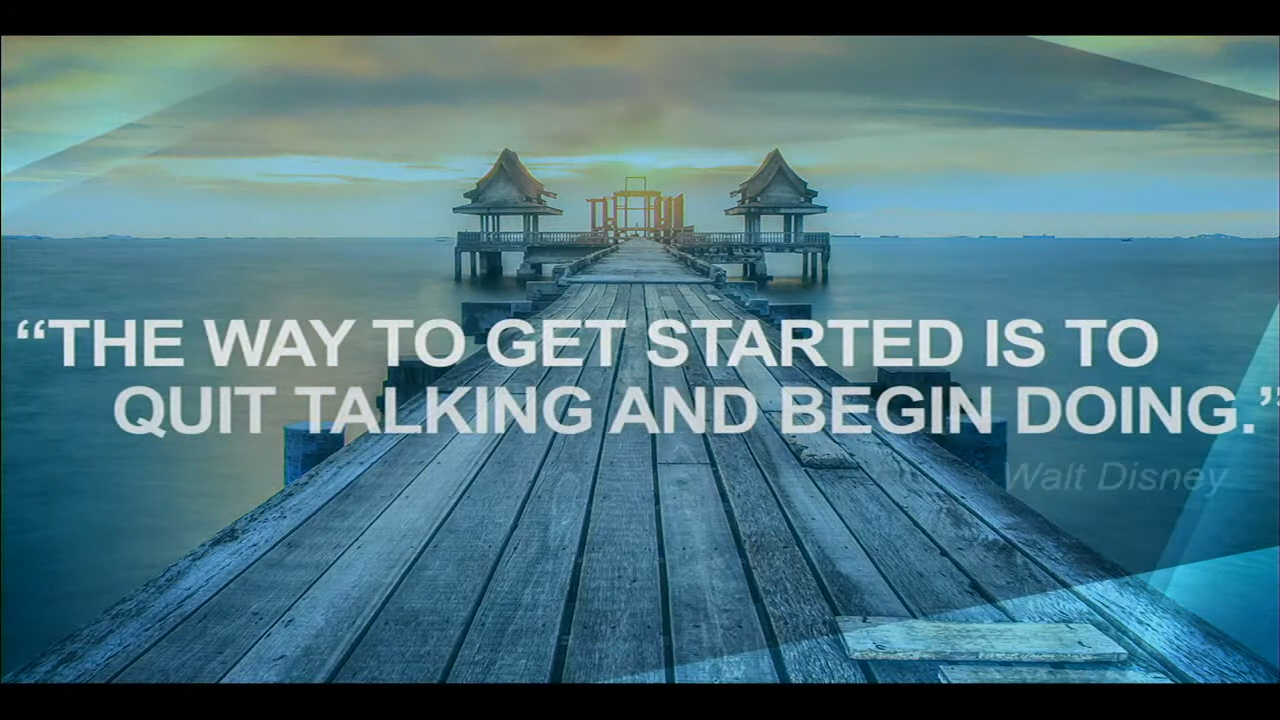 “THE WAY TO GET STARTED IS TO
QUIT TALKING AND BEGIN DOING.”
Walt Disney